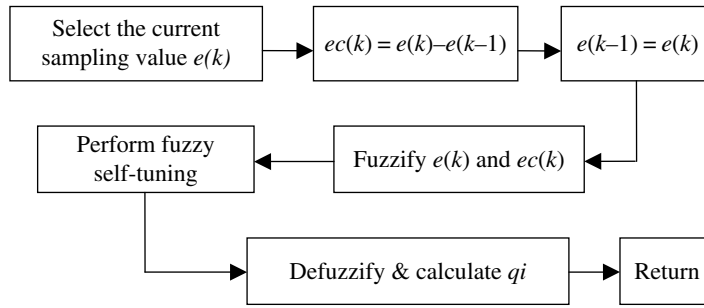 Select the current
sampling value e(k)
ec(k) = e(k)–e(k–1)
e(k–1) = e(k)
Perform fuzzy
self-tuning
Fuzzify e(k) and ec(k)
Defuzzify & calculate qi
Return